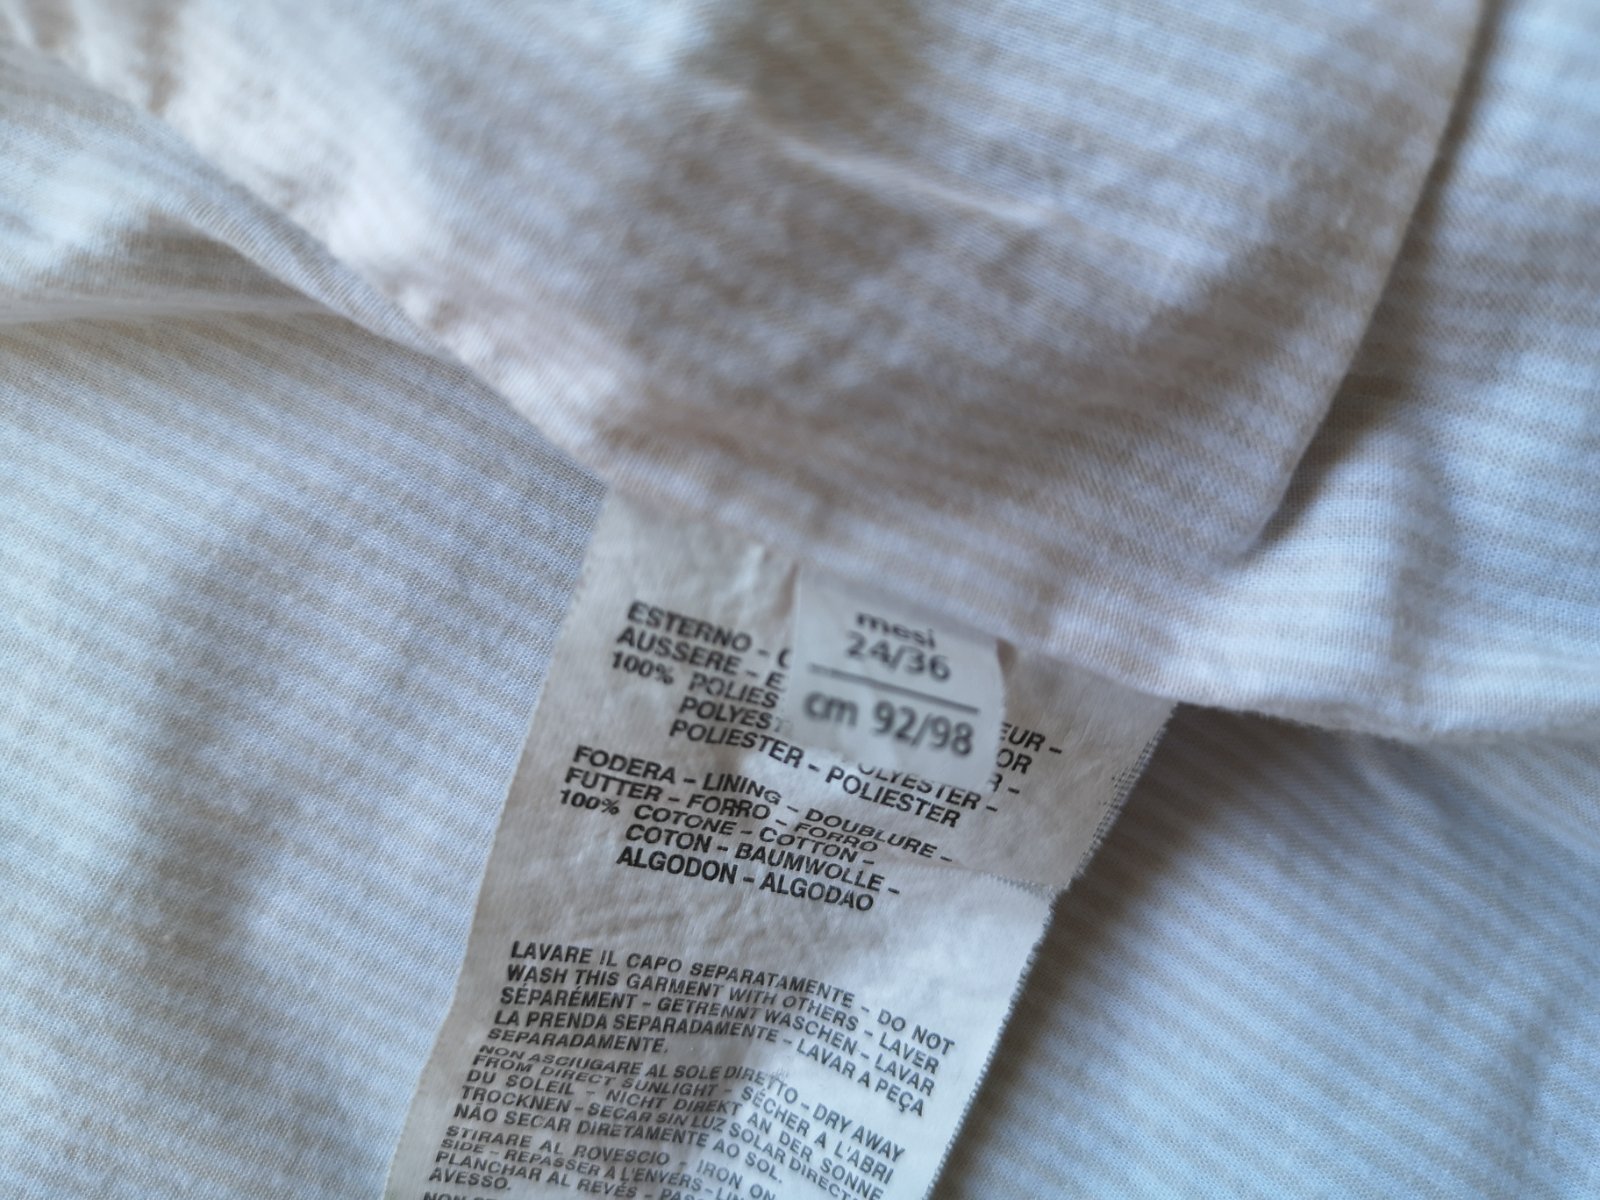 mesi
24/36
cm 92/98
ESTERNO -
AUSSERE -
100%
POLIESTER - POLIESTER
FODERA - LINING - DOUBLURE -
FUTTER - FORRO - FORRO
100% COTONE - COTTON -
COTON - BAUMWOLLE -
ALGODON - ALGODAO
LAVARE IL CAPO SEPARATAMENTE - DO NOT
WASH THIS GARMENT WITH OTHERS - LAVER
SÉPARÉMENT - GETRENNT WASCHEN - LAVAR
LA PRENDA SEPARADAMENTE - LAVAR A PEÇA
SEPARADAMENTE.
NON ASCIUGARE AL SOLE DIRETTO - DRY AWAY
FROM DIRECT SUNLIGHT - SÉCHER A L'ABRI
DU SOLEIL - NICHT DIREKT AN DER SONNE
TROCKNEN - SECAR SIN LUZ SOLAR DIRECTA
NÃO SECAR DIRETAMENTE AO SOL.
STIRARE AL ROVESCIO - IRON ON
SIDE - REPASSER A L'ENVERS -
PLANCHAR AL REVÉS -
AVESSO.
NON